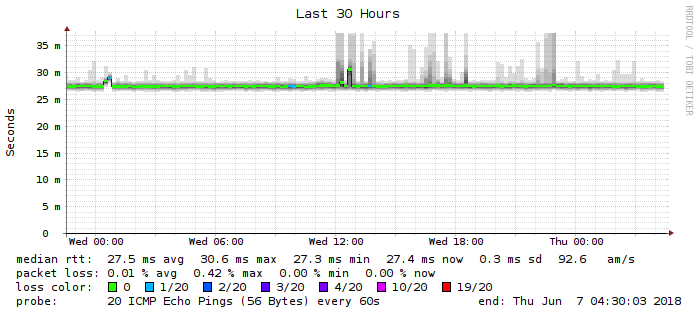 Last 30 Hours
RRDTOOL / TOBI OETIKER
Seconds
35 m
30 m
25 m
20 m
15 m
10 m
5 m
0
Wed 00:00 Wed 06:00 Wed 12:00 Wed 18:00 Thu 00:00
median rtt: 27.5 ms avg 30.6 ms max 27.3 ms min 27.4 ms now 0.3 ms sd 92.6 am/s
packet loss: 0.01 % avg 0.42 % max 0.00 % min 0.00 % now
loss color: 0 1/20 2/20 3/20 4/20 10/20 19/20
probe: 20 ICMP Echo Pings (56 Bytes) every 60s end: Thu Jun 7 04:30:03 2018